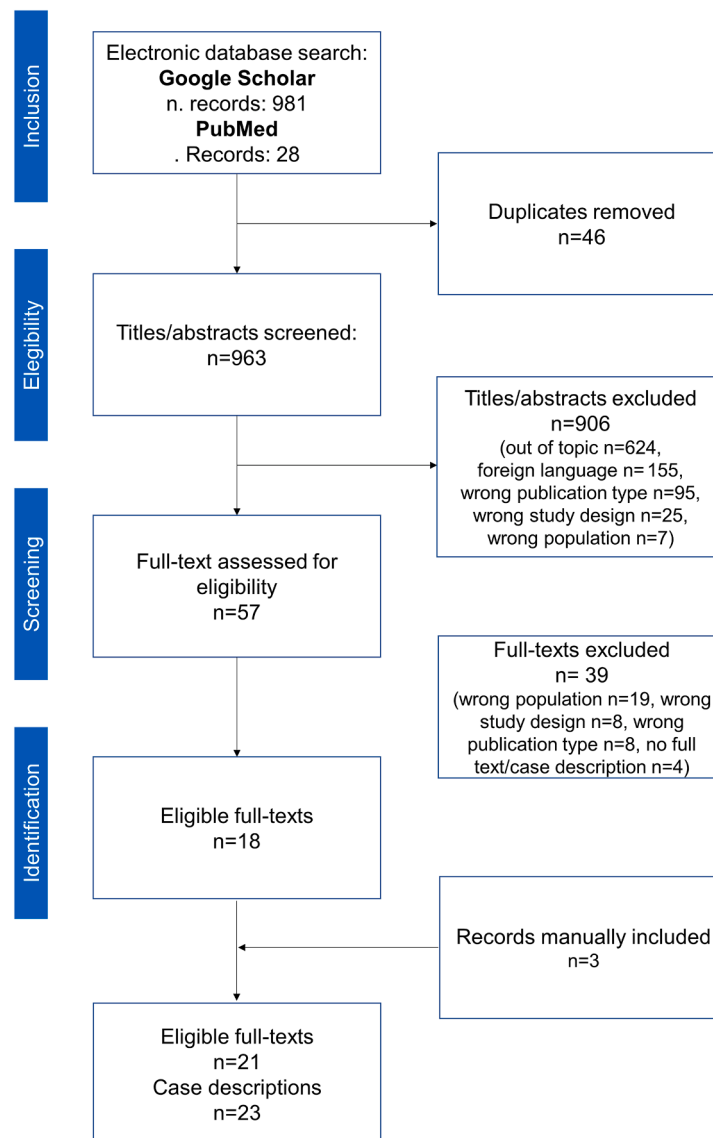 Inclusion
Electronic database search:
Google Scholar
n. records: 981
PubMed
. Records: 28
Duplicates removed
n=46
Elegibility
Titles/abstracts screened:
n=963
Titles/abstracts excluded
n=906
(out of topic n=624,
foreign language n= 155,
wrong publication type n=95,
wrong study design n=25,
wrong population n=7)
Screening
Full-text assessed for
eligibility
n=57
Full-texts excluded
n= 39
(wrong population n=19, wrong
study design n=8, wrong
publication type n=8, no full
text/case description n=4)
Identification
Eligible full-texts
n=18
Records manually included
n=3
Eligible full-texts
n=21
Case descriptions
n=23